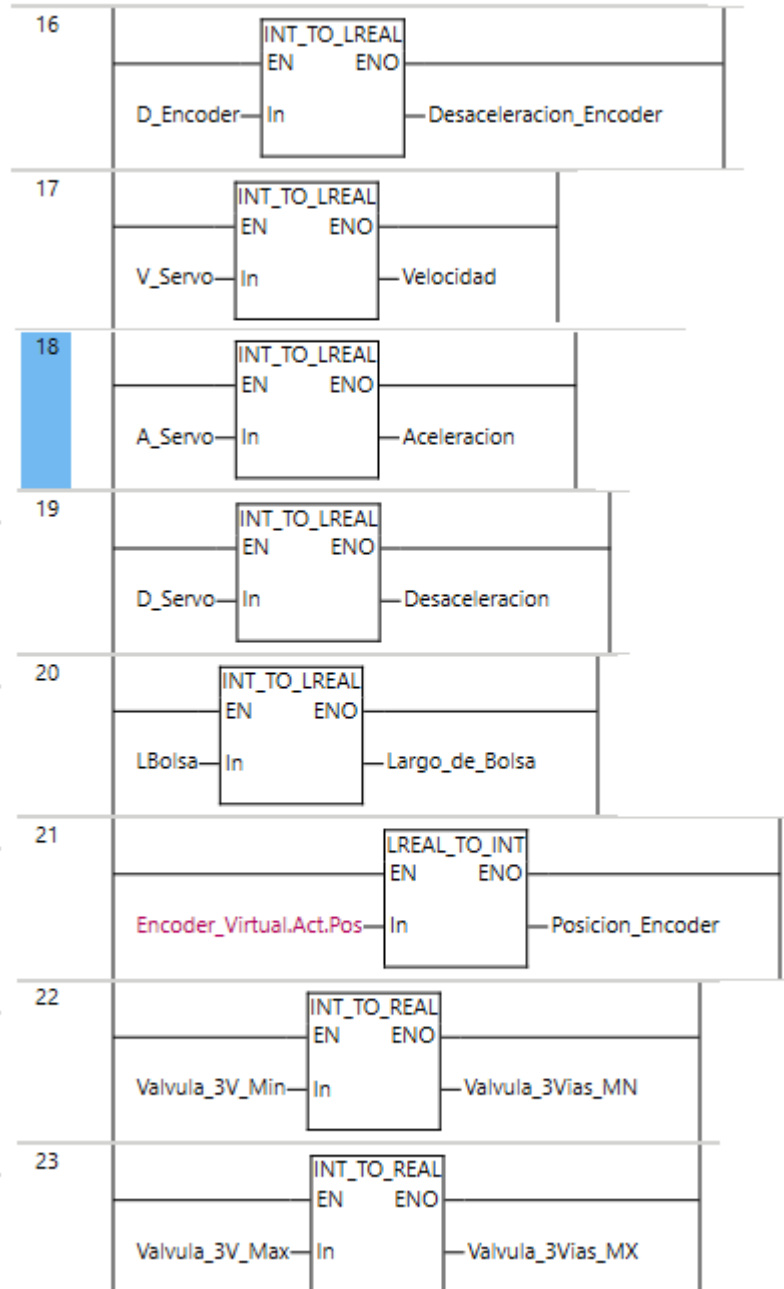 16
INT_TO_LREAL
EN ENO
D_Encoder In Desaceleracion_Encoder
17
INT_TO_LREAL
EN ENO
V_Servo In Velocidad
18
INT_TO_LREAL
EN ENO
A_Servo In Aceleracion
19
INT_TO_LREAL
EN ENO
D_Servo In Desaceleracion
20
INT_TO_LREAL
EN ENO
LBolsa In Largo_de_Bolsa
21
LREAL_TO_INT
EN ENO
Encoder_Virtual.Act.Pos In Posicion_Encoder
22
INT_TO_REAL
EN ENO
Valvula_3V_Min In Valvula_3Vias_MN
23
INT_TO_REAL
EN ENO
Valvula_3V_Max In Valvula_3Vias_MX